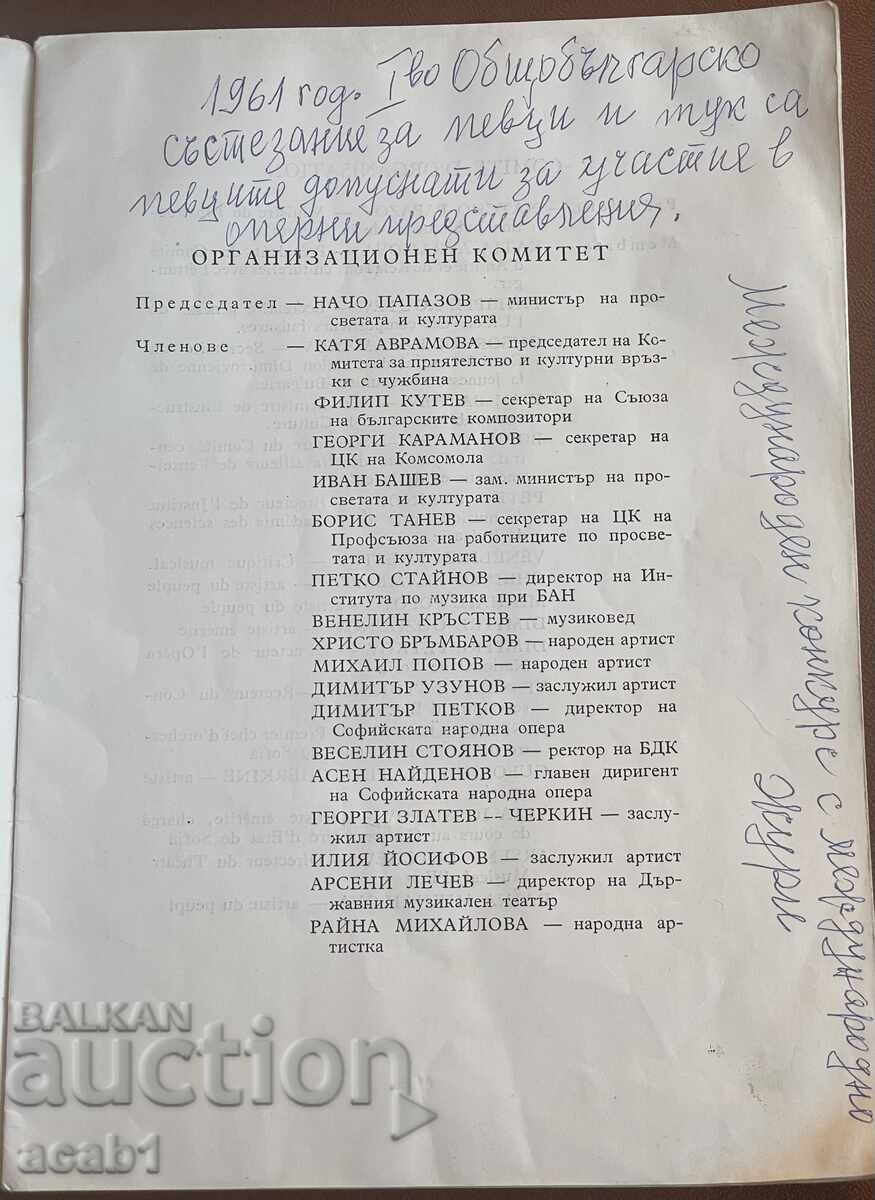 1961 год. Iво Общобългарско
състезание за певци и тук са
певците допуснати за участие в
оперни представления.
ОРГАНИЗАЦИОНЕН КОМИТЕТ
Председател — НАЧО ПАПАЗОВ — министър на про-
светата и културата
Членове — КАТЯ АВРАМОВА — председател на Ко-
митета за приятелство и културни връз-
ки с чужбина
ФИЛИП КУТЕВ — секретар на Съюза
на българските композитори
ГЕОРГИ КАРАМАНОВ — секретар на
ЦК на Комсомола
ИВАН БАШЕВ — зам. министър на про-
светата и културата
БОРИС ТАНЕВ — секретар на ЦК на
Профсъюза на работниците по просве-
тата и културата
ПЕТКО СТАЙНОВ — директор на Ин-
ститута по музика при БАН
ВЕНЕЛИН КРЪСТЕВ — музиковед
ХРИСТО БРЪМБАРОВ — народен артист
МИХАИЛ ПОПОВ — народен артист
ДИМИТЪР УЗУНОВ — заслужил артист
ДИМИТЪР ПЕТКОВ — директор на
Софийската народна опера
ВЕСЕЛИН СТОЯНОВ — ректор на БДК
АСЕН НАЙДЕНОВ — главен диригент
на Софийската народна опера
ГЕОРГИ ЗЛАТЕВ -- ЧЕРКИН — заслу-
жил артист
ИЛИЯ ЙОСИФОВ — заслужил артист
АРСЕНИ ЛЕЧЕВ — директор на Дър-
жавния музикален театър
РАЙНА МИХАЙЛОВА — народна ар-
тистка
Международен конкурс с международно
жури
BALKAN
auction
acab1